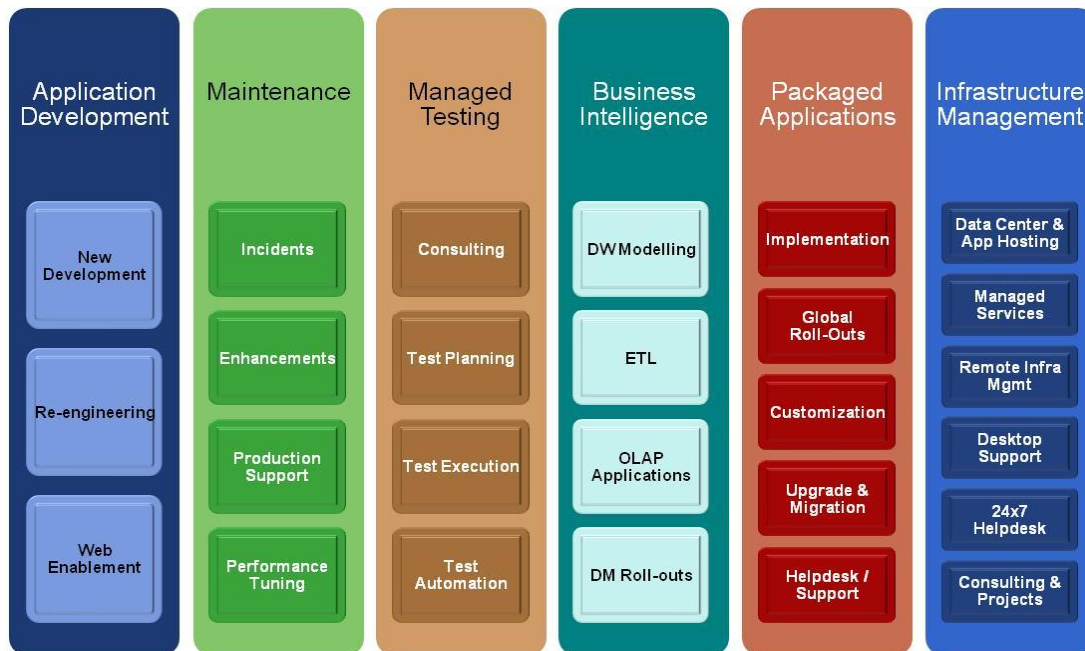 Application
Development
New
Development
Re-engineering
Web
Enablement
Maintenance
Incidents
Enhancements
Production
Support
Performance
Tuning
Managed
Testing
Consulting
Test Planning
Test Execution
Test
Automation
Business
Intelligence
DW Modelling
ETL
OLAP
Applications
DM Roll-outs
Packaged
Applications
Implementation
Global
Roll-Outs
Customization
Upgrade &
Migration
Helpdesk /
Support
Infrastructure
Management
Data Center &
App Hosting
Managed
Services
Remote Infra
Mgmt
Desktop
Support
24x7
Helpdesk
Consulting &
Projects